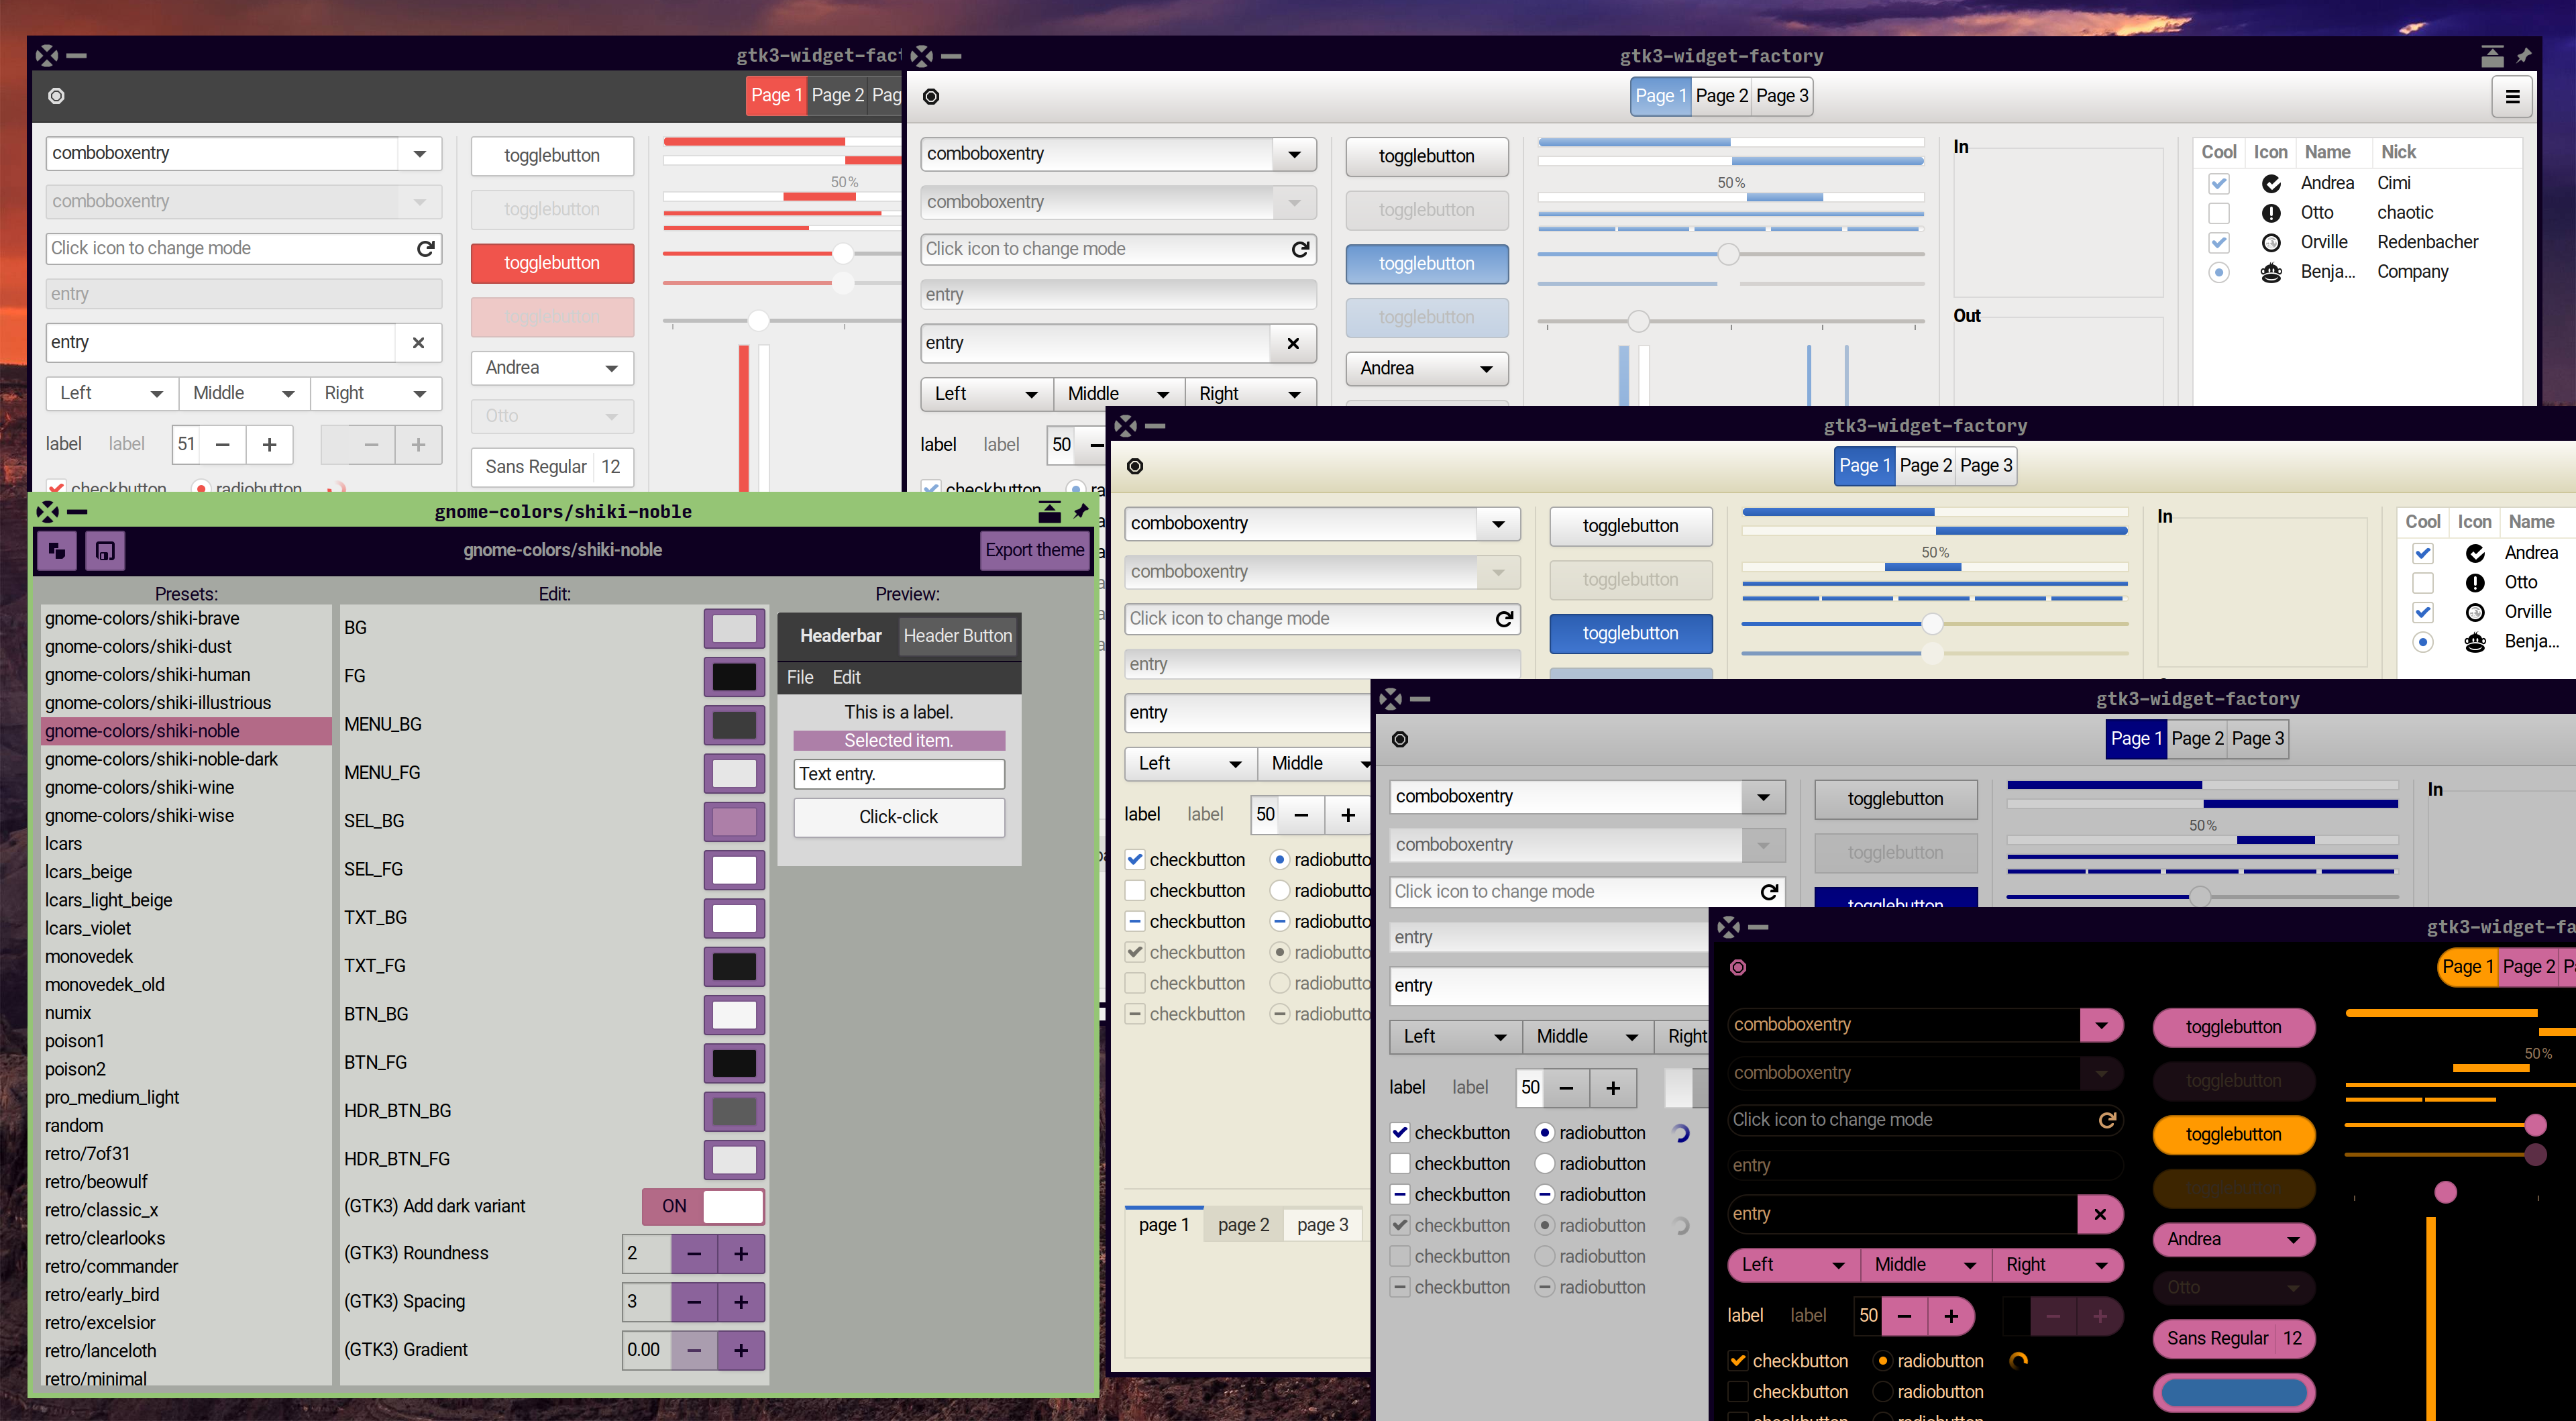 gtk3-widget-fact
Page 1 Page 2 Pag
comboboxentry
comboboxentry
Click icon to change mode
entry
entry
Left Middle Right
label label 51
checkbutton radiobutton
togglebutton
togglebutton
togglebutton
togglebutton
Andrea
Otto
Sans Regular 12
50%
gtk3-widget-factory
Page 1 Page 2 Page 3
comboboxentry
comboboxentry
Click icon to change mode
entry
entry
Left Middle Right
label label 50
checkbutton ra
togglebutton
togglebutton
togglebutton
togglebutton
Andrea
50%
In
Out
Cool Icon Name Nick
Andrea Cimi
Otto chaotic
Orville Redenbacher
Benja... Company
gtk3-widget-factory
Page 1 Page 2 Page 3
comboboxentry
comboboxentry
Click icon to change mode
entry
entry
Left Middle
label label 50
checkbutton radiobutto
checkbutton radiobutto
checkbutton radiobutto
checkbutton radiobutto
checkbutton radiobutto
checkbutton radiobutto
page 1 page 2 page 3
togglebutton
togglebutton
togglebutton
50%
In
Cool Icon Name
Andrea
Otto
Orville
Benja...
gnome-colors/shiki-noble
gnome-colors/shiki-noble
Export theme
Presets:
gnome-colors/shiki-brave
gnome-colors/shiki-dust
gnome-colors/shiki-human
gnome-colors/shiki-illustrious
gnome-colors/shiki-noble
gnome-colors/shiki-noble-dark
gnome-colors/shiki-wine
gnome-colors/shiki-wise
lcars
lcars_beige
lcars_light_beige
lcars_violet
monovedek
monovedek_old
numix
poison1
poison2
pro_medium_light
random
retro/7of31
retro/beowulf
retro/classic_x
retro/clearlooks
retro/commander
retro/early_bird
retro/excelsior
retro/lanceloth
retro/minimal
Edit:
BG
FG
MENU_BG
MENU_FG
SEL_BG
SEL_FG
TXT_BG
TXT_FG
BTN_BG
BTN_FG
HDR_BTN_BG
HDR_BTN_FG
(GTK3) Add dark variant ON
(GTK3) Roundness 2
(GTK3) Spacing 3
(GTK3) Gradient 0.00
Preview:
Headerbar Header Button
File Edit
This is a label.
Selected item.
Text entry.
Click-click
gtk3-widget-factory
Page 1 Page 2 Page 3
comboboxentry
comboboxentry
Click icon to change mode
entry
entry
Left Middle Right
label label 50
checkbutton radiobutton
checkbutton radiobutton
checkbutton radiobutton
checkbutton radiobutton
checkbutton radiobutton
checkbutton radiobutton
togglebutton
togglebutton
togglebutton
50%
In
gtk3-widget-fa
Page 1 Page 2 P
comboboxentry
comboboxentry
Click icon to change mode
entry
entry
Left Middle Right
label label 50
checkbutton radiobutton
checkbutton radiobutton
togglebutton
togglebutton
togglebutton
togglebutton
Andrea
Otto
Sans Regular 12
50%